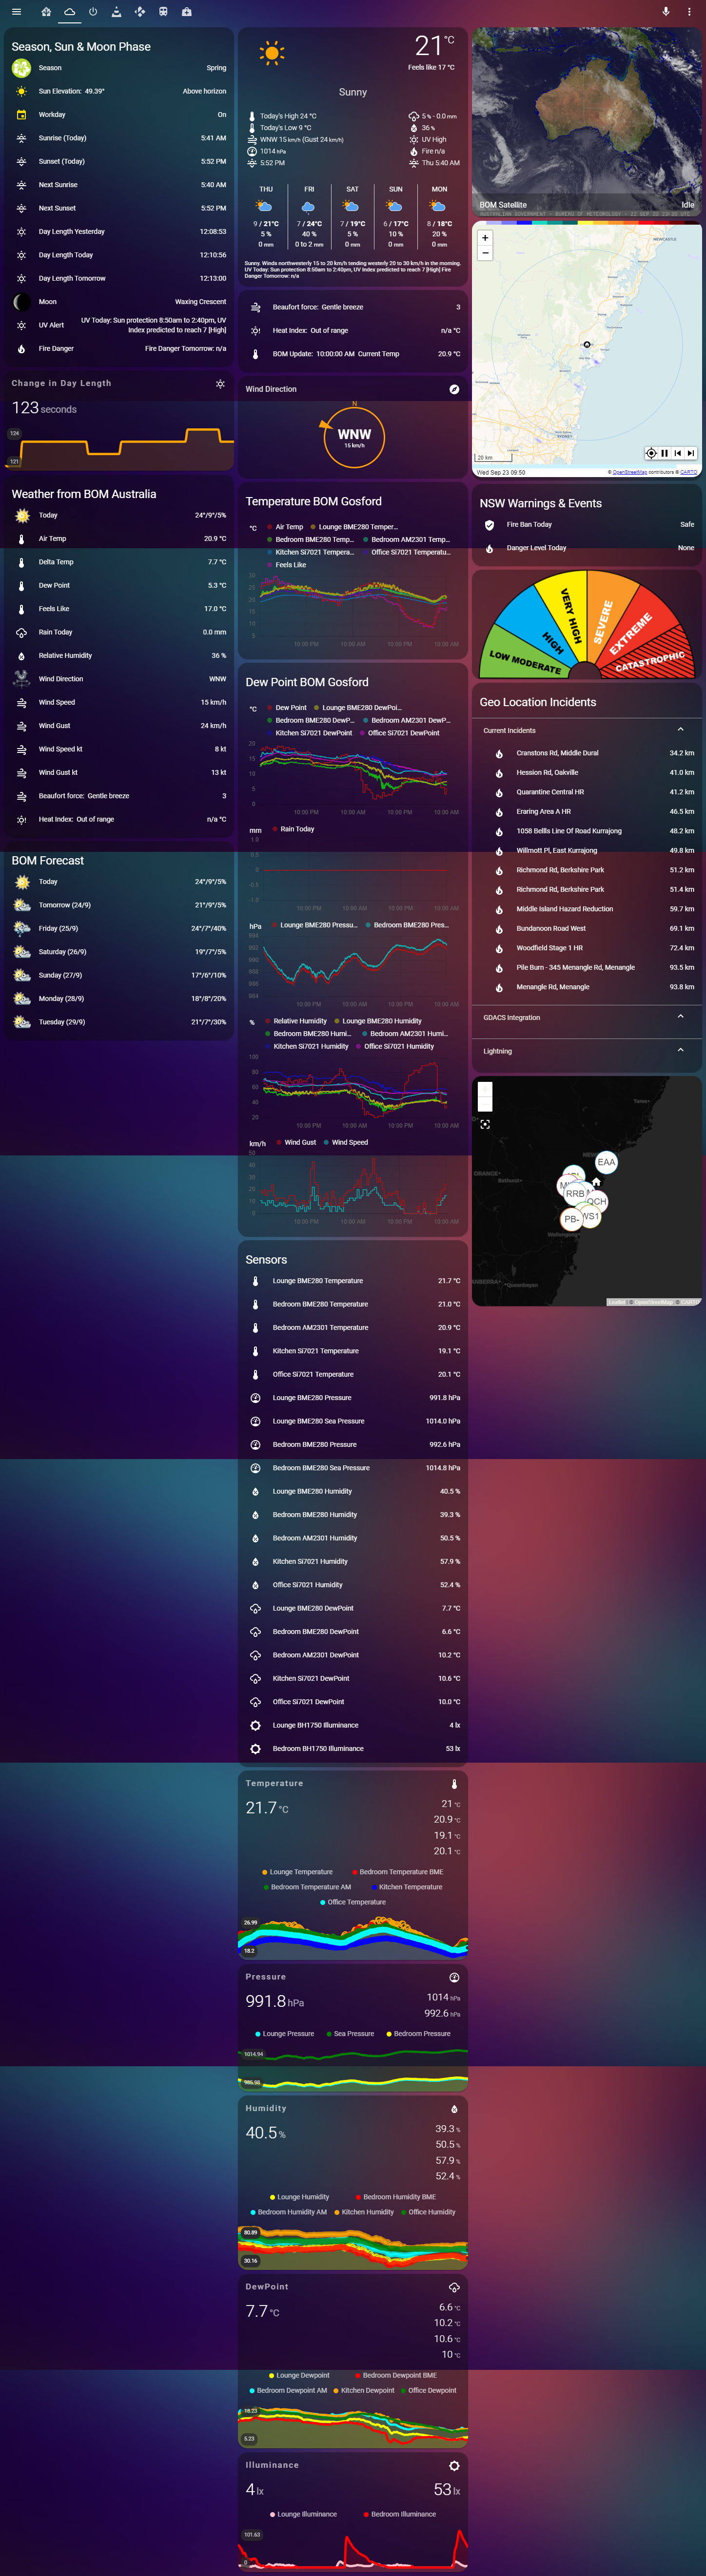 Season, Sun & Moon Phase
Season Spring
Sun Elevation: 49.39° Above horizon
Workday On
Sunrise (Today) 5:41 AM
Sunset (Today) 5:52 PM
Next Sunrise 5:40 AM
Next Sunset 5:52 PM
Day Length Yesterday 12:08:53
Day Length Today 12:10:56
Day Length Tomorrow 12:13:00
Moon Waxing Crescent
UV Alert UV Today: Sun protection 8:50am to 2:40pm, UV
Index predicted to reach 7 [High]
Fire Danger Fire Danger Tomorrow: n/a
Change in Day Length
123 seconds
124
121
Weather from BOM Australia
Today 24°/9°/5%
Air Temp 20.9 °C
Delta Temp 7.7 °C
Dew Point 5.3 °C
Feels Like 17.0 °C
Rain Today 0.0 mm
Relative Humidity 36 %
Wind Direction WNW
Wind Speed 15 km/h
Wind Gust 24 km/h
Wind Speed kt 8 kt
Wind Gust kt 13 kt
Beaufort force: Gentle breeze 3
Heat Index: Out of range n/a °C
BOM Forecast
Today 24°/9°/5%
Tomorrow (24/9) 21°/9°/5%
Friday (25/9) 24°/7°/40%
Saturday (26/9) 19°/7°/5%
Sunday (27/9) 17°/6°/10%
Monday (28/9) 18°/8°/20%
Tuesday (29/9) 21°/7°/30%
21 °C
Feels like 17 °C
Sunny
Today's High 24 °C
Today's Low 9 °C
WNW 15 km/h (Gust 24 km/h)
1014 hPa
5:52 PM
5 % - 0.0 mm
36 %
UV High
Fire n/a
Thu 5:40 AM
THU FRI SAT SUN MON
9 / 21°C 7 / 24°C 7 / 19°C 6 / 17°C 8 / 18°C
5 % 40 % 5 % 10 % 20 %
0 mm 0 to 2 mm 0 mm 0 mm 0 mm
Sunny. Winds northwesterly 15 to 20 km/h tending westerly 20 to 30 km/h in the morning.
UV Today: Sun protection 8:50am to 2:40pm, UV Index predicted to reach 7 [High] Fire
Danger Tomorrow: n/a
Beaufort force: Gentle breeze 3
Heat Index: Out of range n/a °C
BOM Update: 10:00:00 AM Current Temp 20.9 °C
Wind Direction
N
WNW
15 km/h
Temperature BOM Gosford
°C Air Temp Lounge BME280 Temper...
Bedroom BME280 Temp... Bedroom AM2301 Temp...
Kitchen Si7021 Tempera... Office Si7021 Temperatu...
Feels Like
30
25
20
15
10
5
10:00 PM 10:00 AM 10:00 PM 10:00 AM
Dew Point BOM Gosford
°C Dew Point Lounge BME280 DewPoi...
Bedroom BME280 DewP... Bedroom AM2301 DewP...
Kitchen Si7021 DewPoint Office Si7021 DewPoint
20
15
10
5
0
10:00 PM 10:00 AM 10:00 PM 10:00 AM
mm Rain Today
1.0
0.5
0
-0.5
-1.0
10:00 PM 10:00 AM 10:00 PM 10:00 AM
hPa Lounge BME280 Pressu... Bedroom BME280 Pres...
994
992
990
988
986
984
10:00 PM 10:00 AM 10:00 PM 10:00 AM
% Relative Humidity Lounge BME280 Humidity
Bedroom BME280 Humi... Bedroom AM2301 Humi...
Kitchen Si7021 Humidity Office Si7021 Humidity
100
80
60
40
20
10:00 PM 10:00 AM 10:00 PM 10:00 AM
km/h Wind Gust Wind Speed
50
40
30
20
10
0
10:00 PM 10:00 AM 10:00 PM 10:00 AM
Sensors
Lounge BME280 Temperature 21.7 °C
Bedroom BME280 Temperature 21.0 °C
Bedroom AM2301 Temperature 20.9 °C
Kitchen Si7021 Temperature 19.1 °C
Office Si7021 Temperature 20.1 °C
Lounge BME280 Pressure 991.8 hPa
Lounge BME280 Sea Pressure 1014.0 hPa
Bedroom BME280 Pressure 992.6 hPa
Bedroom BME280 Sea Pressure 1014.8 hPa
Lounge BME280 Humidity 40.5 %
Bedroom BME280 Humidity 39.3 %
Bedroom AM2301 Humidity 50.5 %
Kitchen Si7021 Humidity 57.9 %
Office Si7021 Humidity 52.4 %
Lounge BME280 DewPoint 7.7 °C
Bedroom BME280 DewPoint 6.6 °C
Bedroom AM2301 DewPoint 10.2 °C
Kitchen Si7021 DewPoint 10.6 °C
Office Si7021 DewPoint 10.0 °C
Lounge BH1750 Illuminance 4 lx
Bedroom BH1750 Illuminance 53 lx
Temperature
21.7 °C
21 °C
20.9 °C
19.1 °C
20.1 °C
Lounge Temperature Bedroom Temperature BME
Bedroom Temperature AM Kitchen Temperature
Office Temperature
26.99
18.2
Pressure
991.8 hPa
1014 hPa
992.6 hPa
Lounge Pressure Sea Pressure Bedroom Pressure
1014.94
Humidity
40.5 %
39.3 %
50.5 %
57.9 %
52.4 %
Lounge Humidity Bedroom Humidity BME
Bedroom Humidity AM Kitchen Humidity Office Humidity
80.89
30.16
DewPoint
7.7 °C
6.6 °C
10.2 °C
10.6 °C
10 °C
Lounge Dewpoint Bedroom Dewpoint BME
Bedroom Dewpoint AM Kitchen Dewpoint Office Dewpoint
18.23
5.23
Illuminance
4 lx
53 lx
Lounge Illuminance Bedroom Illuminance
101.63
0
BOM Satellite Idle
+
−
NEWCASTLE
SYDNEY
20 km
Wed Sep 23 09:50
© OpenStreetMap contributors © CARTO
NSW Warnings & Events
Fire Ban Today Safe
Danger Level Today None
LOW MODERATE
HIGH
VERY HIGH
SEVERE
EXTREME
CATASTROPHIC
Geo Location Incidents
Current Incidents
Cranstons Rd, Middle Dural 34.2 km
Hession Rd, Oakville 41.0 km
Quarantine Central HR 41.2 km
Eraring Area A HR 46.5 km
1058 Bellls Line Of Road Kurrajong 48.2 km
Willmott Pl, East Kurrajong 49.8 km
Richmond Rd, Berkshire Park 51.2 km
Richmond Rd, Berkshire Park 51.4 km
Middle Island Hazard Reduction 59.7 km
Bundanoon Road West 69.1 km
Woodfield Stage 1 HR 72.4 km
Pile Burn - 345 Menangle Rd, Menangle 93.5 km
Menangle Rd, Menangle 93.8 km
GDACS Integration
Lightning
EAA
RRB
QCH
PB-
WS1
Leaflet | © OpenStreetMap, © CARTO